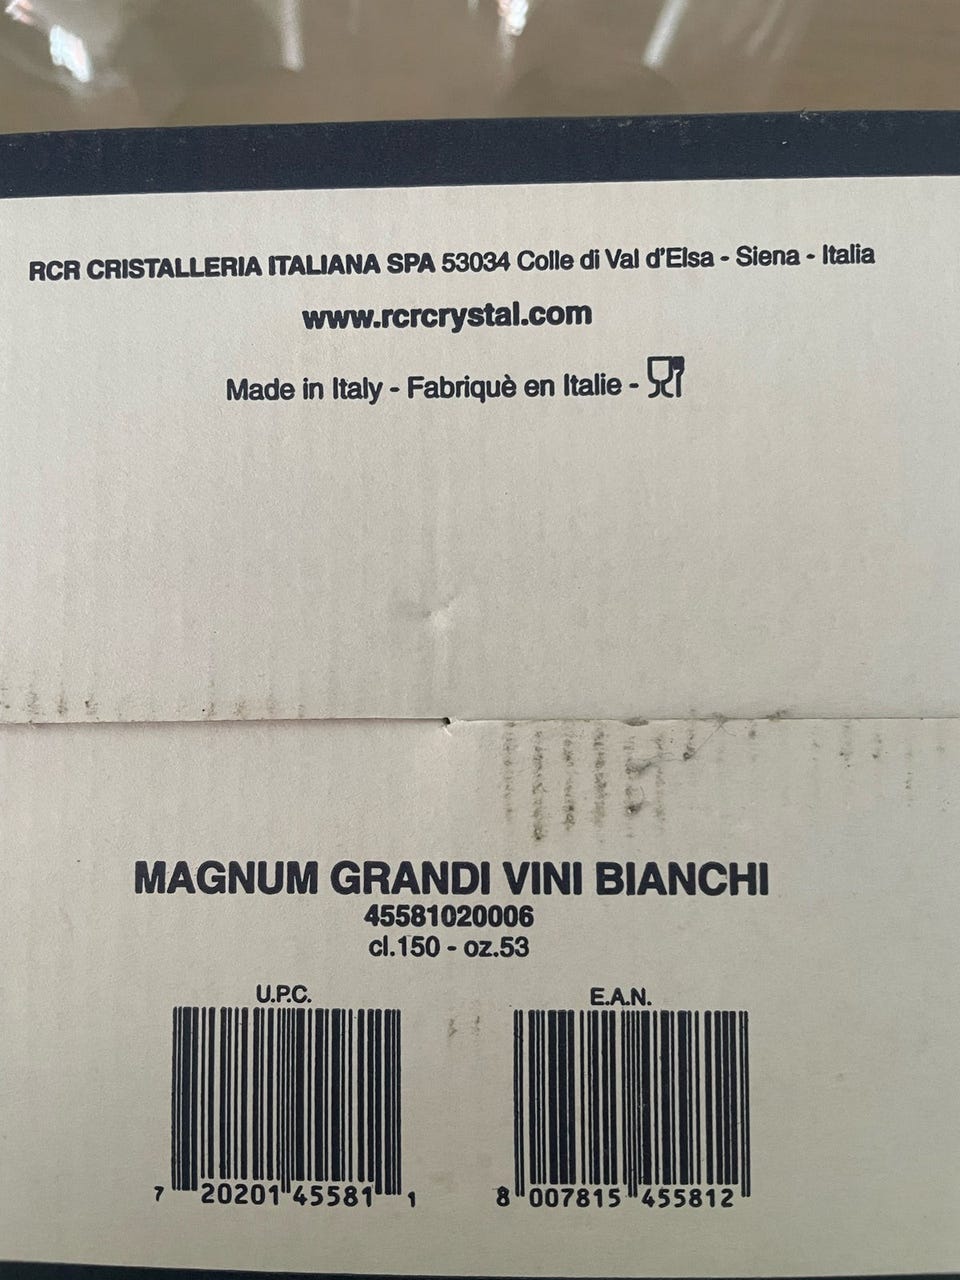 RCR CRISTALLERIA ITALIANA SPA 53034 Colle di Val d'Elsa - Siena - Italia
www.rcrcrystal.com
Made in Italy - Fabriquè en Italie -
MAGNUM GRANDI VINI BIANCHI
45581020006
cl.150 - oz.53
U.P.C. E.A.N.
7 20201 45581 1 8 007815 455812